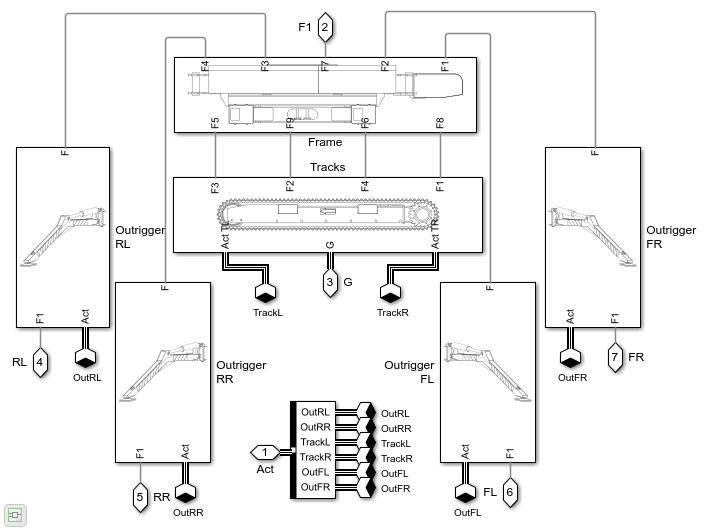 F1 2
F4 F3 F7 F2 F1
F5 F9 F6 F8
Frame
Tracks
F3 F2 F4 F1
Act TL G Act TR
3 G
TrackL TrackR
F
Outrigger
RL
F1 Act
RL 4
OutRL
F
Outrigger
RR
F1 Act
5 RR
OutRR
F
Outrigger
FL
Act F1
FL 6
OutFL
F
Outrigger
FR
Act F1
7 FR
OutFR
1
Act
OutRL OutRL
OutRR OutRR
TrackL TrackL
TrackR TrackR
OutFL OutFL
OutFR OutFR